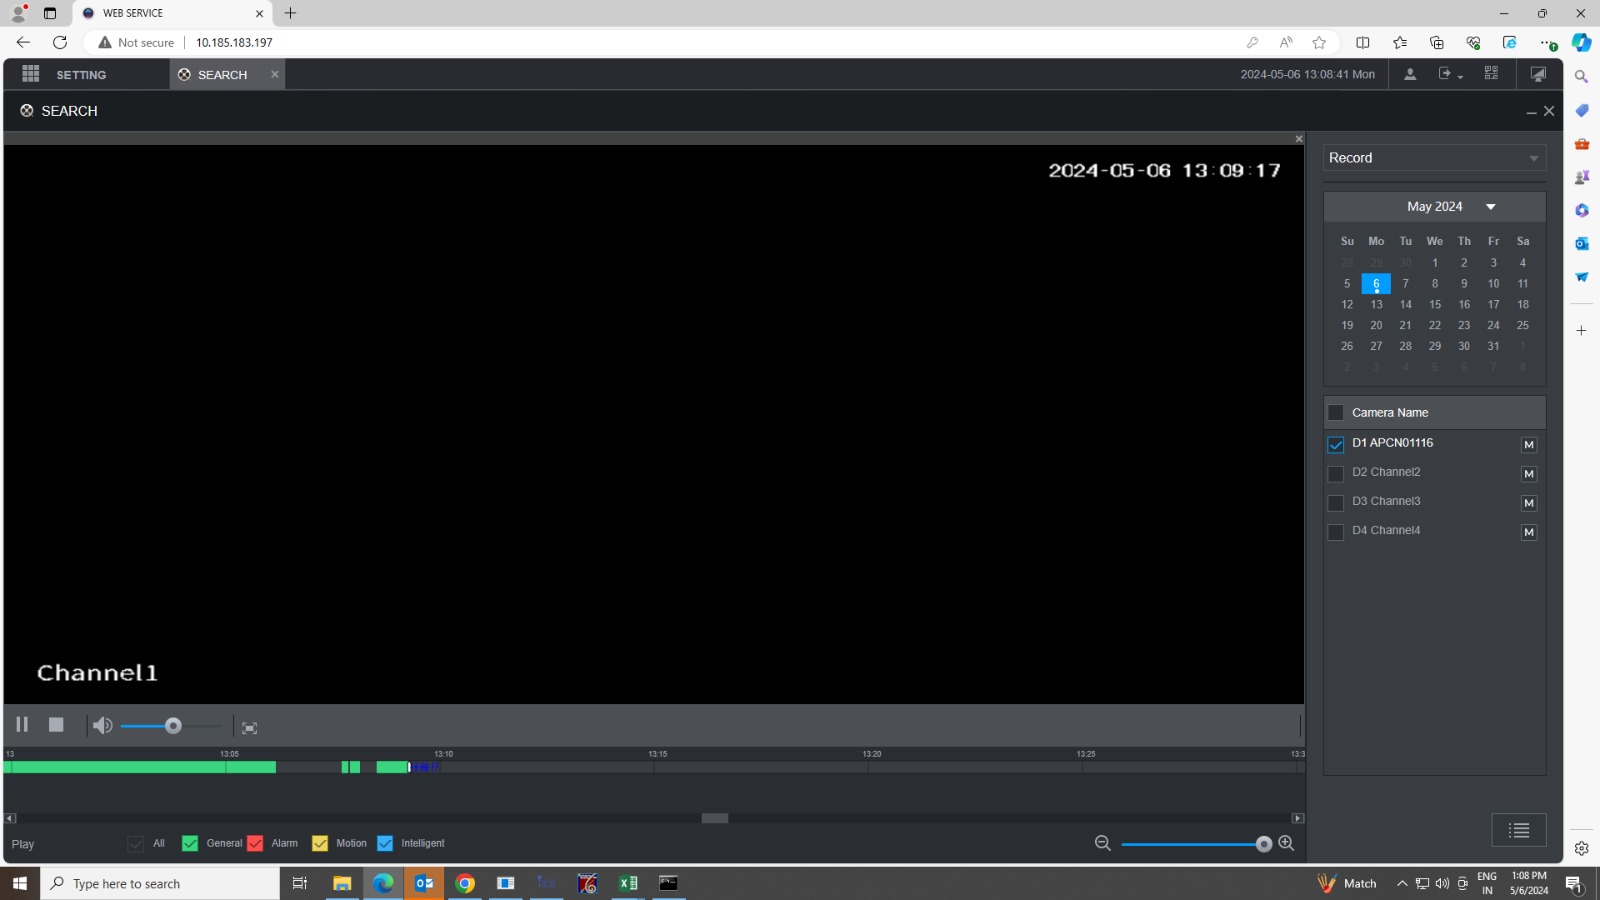 WEB SERVICE
Not secure
10.185.183.197
SETTING
SEARCH
2024-05-06 13:08:41 Mon
SEARCH
2024-05-06 13:09:17
Record
May 2024
Su Mo Tu We Th Fr Sa
28 29 30 1 2 3 4
5 6 7 8 9 10 11
12 13 14 15 16 17 18
19 20 21 22 23 24 25
26 27 28 29 30 31 1
2 3 4 5 6 7 8
Camera Name
D1 APCN01116 M
D2 Channel2 M
D3 Channel3 M
D4 Channel4 M
Channel1
13 13:05 13:10 13:15 13:20 13:25 13:3
Play
All
General
Alarm
Motion
Intelligent
Type here to search
Match
ENG
IN
1:08 PM
5/6/2024
1